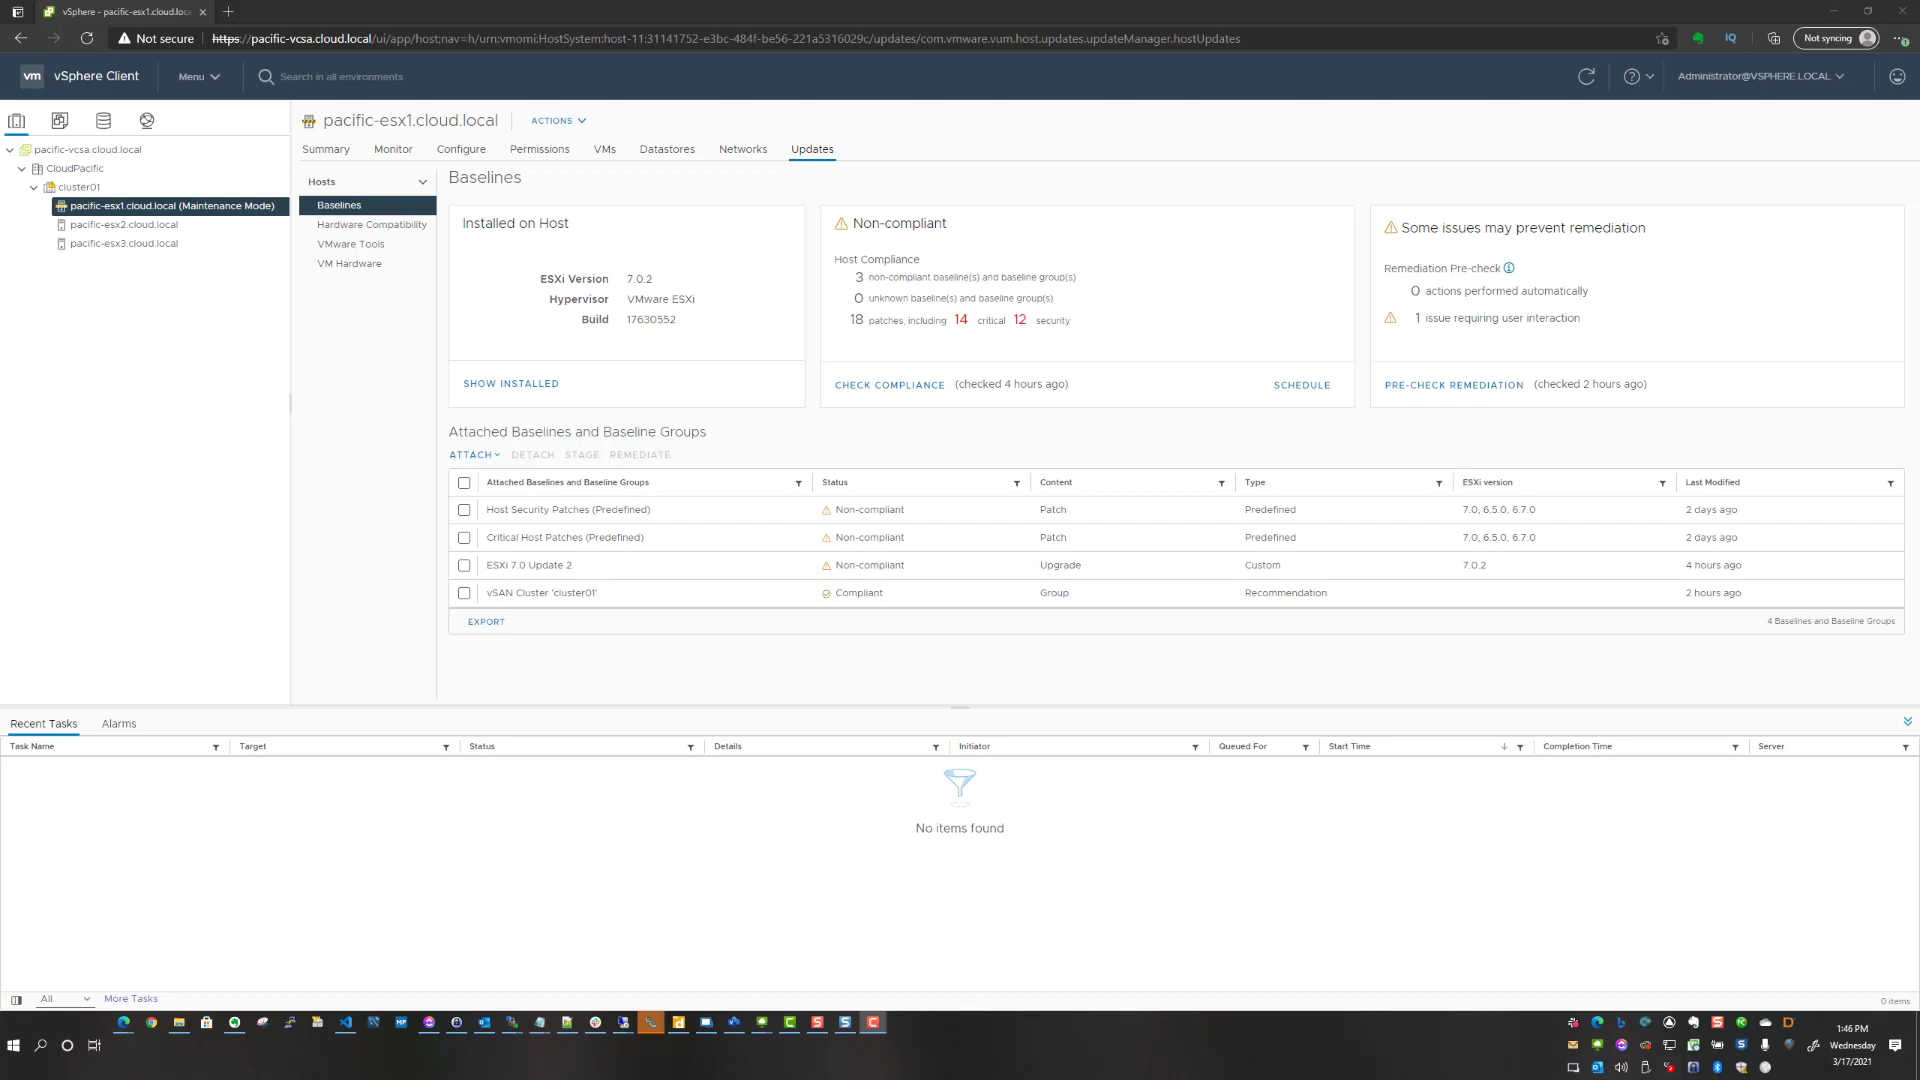 vSphere - pacific-esx1.cloud.loca
Not secure
https://pacific-vcsa.cloud.local/ui/app/host;nav=h/urn:vmomi:HostSystem:host-11:31141752-e3bc-484f-be56-221a5316029c/updates/com.vmware.vum.host.updates.updateManager.hostUpdates
IQ
Not syncing
vm vSphere Client
Menu
Search in all environments
Administrator@VSPHERE.LOCAL
pacific-vcsa.cloud.local
CloudPacific
cluster01
pacific-esx1.cloud.local (Maintenance Mode)
pacific-esx2.cloud.local
pacific-esx3.cloud.local
pacific-esx1.cloud.local
ACTIONS
Summary Monitor Configure Permissions VMs Datastores Networks Updates
Hosts
Baselines
Hardware Compatibility
VMware Tools
VM Hardware
Baselines
Installed on Host
ESXi Version 7.0.2
Hypervisor VMware ESXi
Build 17630552
SHOW INSTALLED
Non-compliant
Host Compliance
3 non-compliant baseline(s) and baseline group(s)
0 unknown baseline(s) and baseline group(s)
18 patches, including 14 critical 12 security
CHECK COMPLIANCE (checked 4 hours ago) SCHEDULE
Some issues may prevent remediation
Remediation Pre-check
0 actions performed automatically
1 issue requiring user interaction
PRE-CHECK REMEDIATION (checked 2 hours ago)
Attached Baselines and Baseline Groups
ATTACH DETACH STAGE REMEDIATE
Attached Baselines and Baseline Groups Status Content Type ESXi version Last Modified
Host Security Patches (Predefined) Non-compliant Patch Predefined 7.0, 6.5.0, 6.7.0 2 days ago
Critical Host Patches (Predefined) Non-compliant Patch Predefined 7.0, 6.5.0, 6.7.0 2 days ago
ESXi 7.0 Update 2 Non-compliant Upgrade Custom 7.0.2 4 hours ago
vSAN Cluster 'cluster01' Compliant Group Recommendation 2 hours ago
EXPORT
4 Baselines and Baseline Groups
Recent Tasks Alarms
Task Name Target Status Details Initiator Queued For Start Time Completion Time Server
No items found
All More Tasks
0 items
1:46 PM
Wednesday
3/17/2021